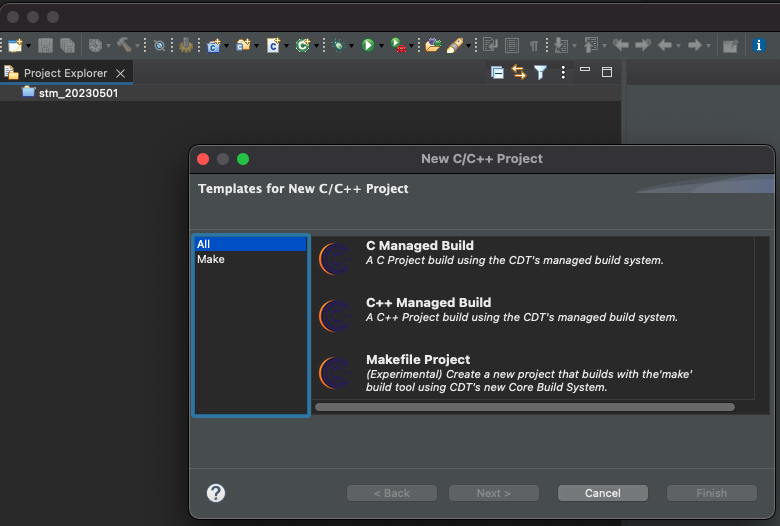 Project Explorer
stm_20230501
New C/C++ Project
Templates for New C/C++ Project
All
Make
C Managed Build
A C Project build using the CDT's managed build system.
C++ Managed Build
A C++ Project build using the CDT's managed build system.
Makefile Project
(Experimental) Create a new project that builds with the'make'
build tool using CDT's new Core Build System.
< Back
Next >
Cancel
Finish